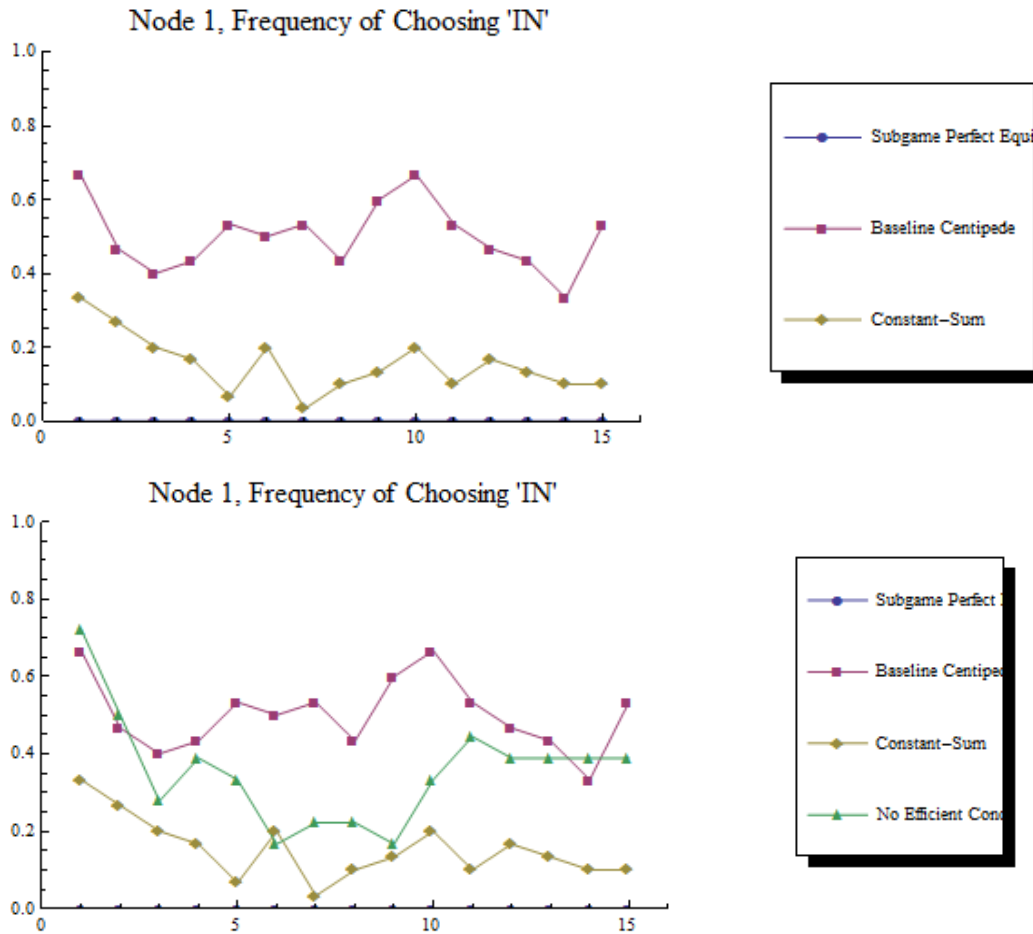 Node 1, Frequency of Choosing 'IN'
1.0
0.8
0.6
0.4
0.2
0.0
0 5 10 15
Subgame Perfect Equi
Baseline Centipede
Constant-Sum
Node 1, Frequency of Choosing 'IN'
1.0
0.8
0.6
0.4
0.2
0.0
0 5 10 15
Subgame Perfect
Baseline Centiped
Constant-Sum
No Efficient Cond